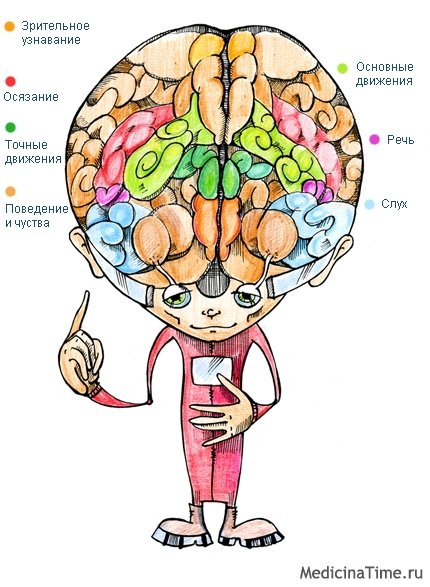 Зрительное
узнавание
Осязание
Точные
движения
Поведение
и чуства
Основные
движения
Речь
Слух
MedicinaTime.ru